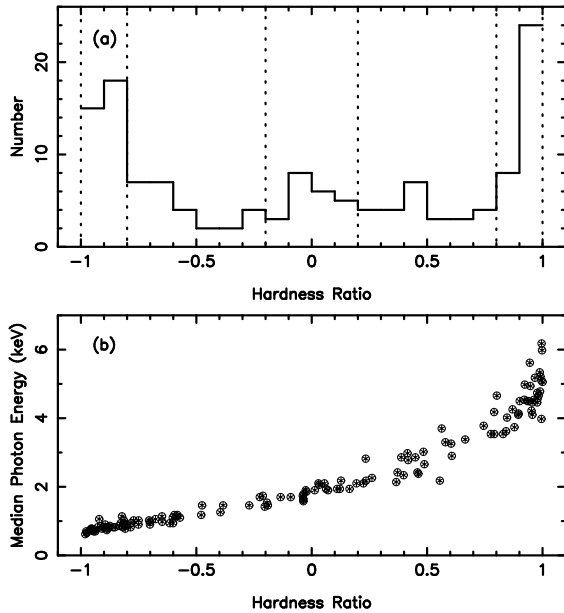 (a)
20
10
0
Number
-1 -0.5 0 0.5 1
Hardness Ratio
(b)
6
4
2
0
Median Photon Energy (keV)
-1 -0.5 0 0.5 1
Hardness Ratio